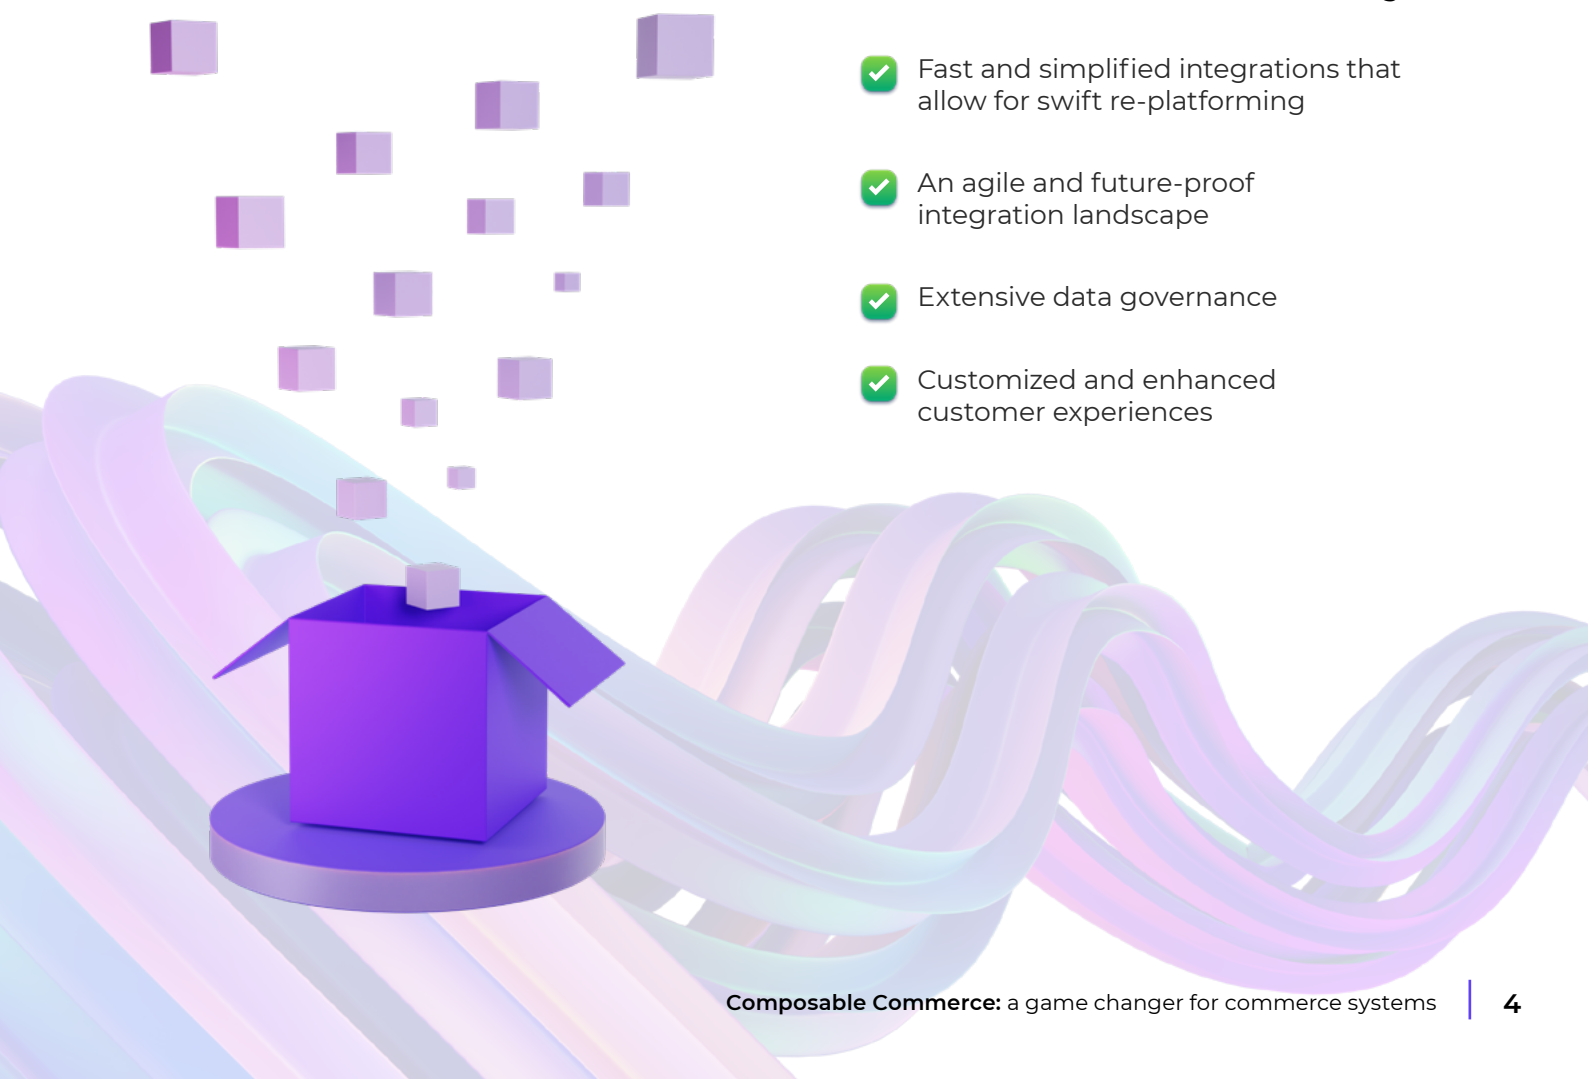 Fast and simplified integrations that
allow for swift re-platforming
An agile and future-proof
integration landscape
Extensive data governance
Customized and enhanced
customer experiences
Composable Commerce: a game changer for commerce systems
4